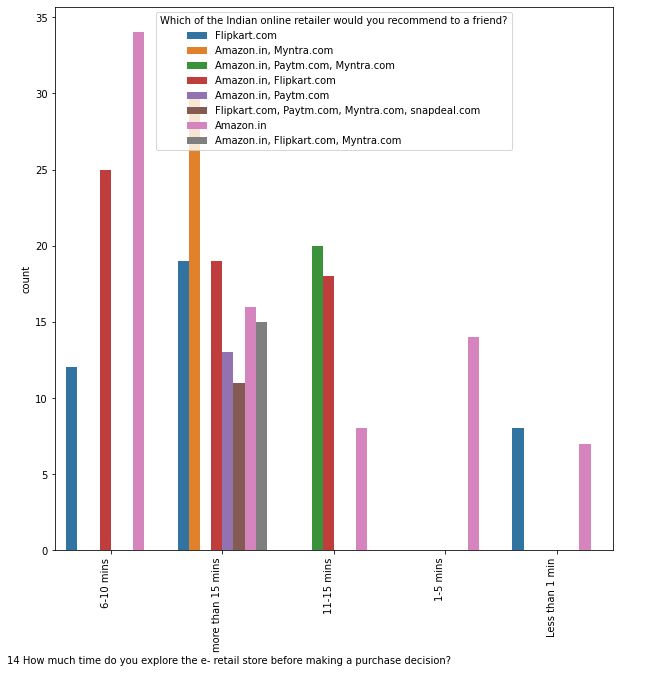 Which of the Indian online retailer would you recommend to a friend?
Flipkart.com
Amazon.in, Myntra.com
Amazon.in, Paytm.com, Myntra.com
Amazon.in, Flipkart.com
Amazon.in, Paytm.com
Flipkart.com, Paytm.com, Myntra.com, snapdeal.com
Amazon.in
Amazon.in, Flipkart.com, Myntra.com
35
30
25
20
15
10
5
0
count
6-10 mins
more than 15 mins
11-15 mins
1-5 mins
Less than 1 min
14 How much time do you explore the e- retail store before making a purchase decision?